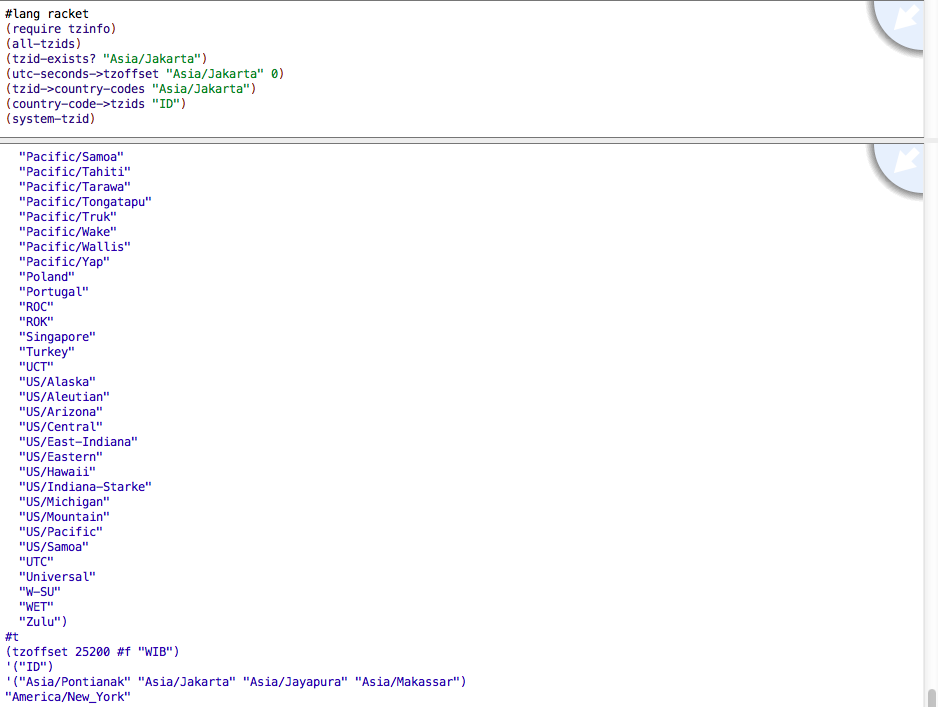 #lang racket
(require tzinfo)
(all-tzids)
(tzid-exists? "Asia/Jakarta")
(utc-seconds->tzoffset "Asia/Jakarta" 0)
(tzid->country-codes "Asia/Jakarta")
(country-code->tzids "ID")
(system-tzid)
"Pacific/Samoa"
"Pacific/Tahiti"
"Pacific/Tarawa"
"Pacific/Tongatapu"
"Pacific/Truk"
"Pacific/Wake"
"Pacific/Wallis"
"Pacific/Yap"
"Poland"
"Portugal"
"ROC"
"ROK"
"Singapore"
"Turkey"
"UCT"
"US/Alaska"
"US/Aleutian"
"US/Arizona"
"US/Central"
"US/East-Indiana"
"US/Eastern"
"US/Hawaii"
"US/Indiana-Starke"
"US/Michigan"
"US/Mountain"
"US/Pacific"
"US/Samoa"
"UTC"
"Universal"
"W-SU"
"WET"
"Zulu")
#t
(tzoffset 25200 #f "WIB")
'("ID")
'("Asia/Pontianak" "Asia/Jakarta" "Asia/Jayapura" "Asia/Makassar")
"America/New_York"